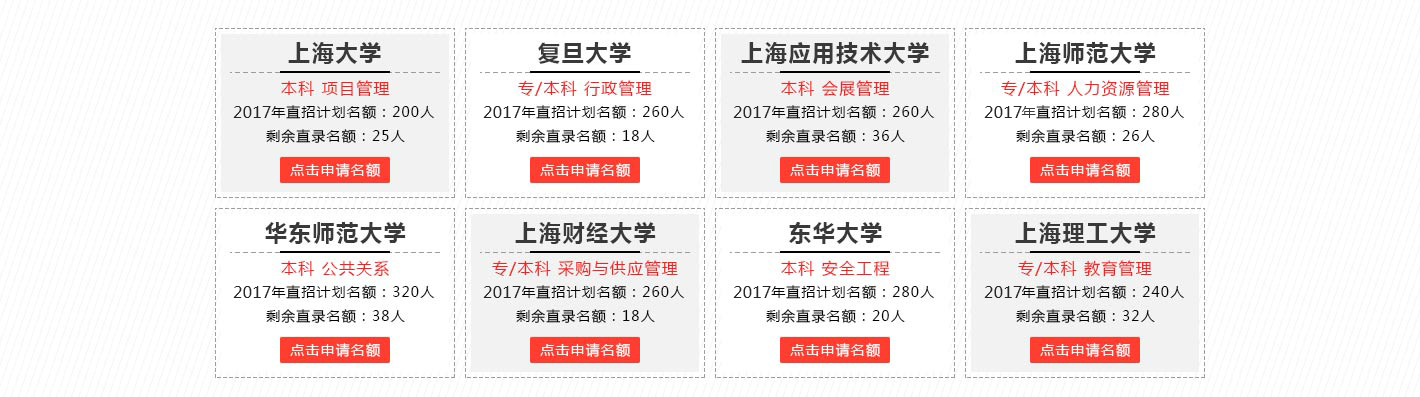 上海大学
本科 项目管理
2017年直招计划名额：200人
剩余直录名额：25人
点击申请名额
复旦大学
专/本科 行政管理
2017年直招计划名额：260人
剩余直录名额：18人
点击申请名额
上海应用技术大学
本科 会展管理
2017年直招计划名额：260人
剩余直录名额：36人
点击申请名额
上海师范大学
专/本科 人力资源管理
2017年直招计划名额：280人
剩余直录名额：26人
点击申请名额
华东师范大学
本科 公共关系
2017年直招计划名额：320人
剩余直录名额：38人
点击申请名额
上海财经大学
专/本科 采购与供应管理
2017年直招计划名额：260人
剩余直录名额：18人
点击申请名额
东华大学
本科 安全工程
2017年直招计划名额：280人
剩余直录名额：20人
点击申请名额
上海理工大学
专/本科 教育管理
2017年直招计划名额：240人
剩余直录名额：32人
点击申请名额